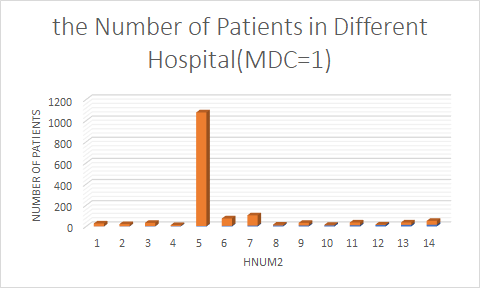 the Number of Patients in Different
Hospital(MDC=1)
NUMBER OF PATIENTS
1200
1000
800
600
400
200
0
1 2 3 4 5 6 7 8 9 10 11 12 13 14
HNUM2